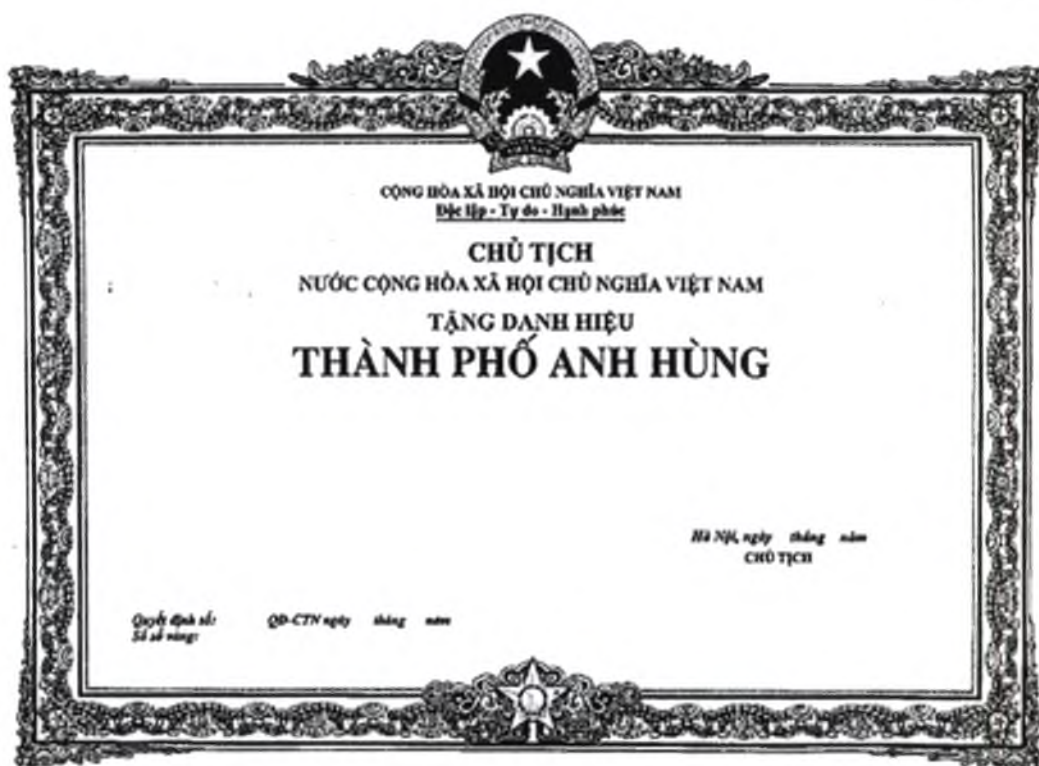 CỘNG HÒA XÃ HỘI CHỦ NGHĨA VIỆT NAM
Độc lập - Tự do - Hạnh phúc
CHỦ TỊCH
NƯỚC CỘNG HÒA XÃ HỘI CHỦ NGHĨA VIỆT NAM
TẶNG DANH HIỆU
THÀNH PHỐ ANH HÙNG
Hà Nội, ngày tháng năm
CHỦ TỊCH
Quyết định số: QĐ-CTN ngày tháng năm
Số sổ vàng: